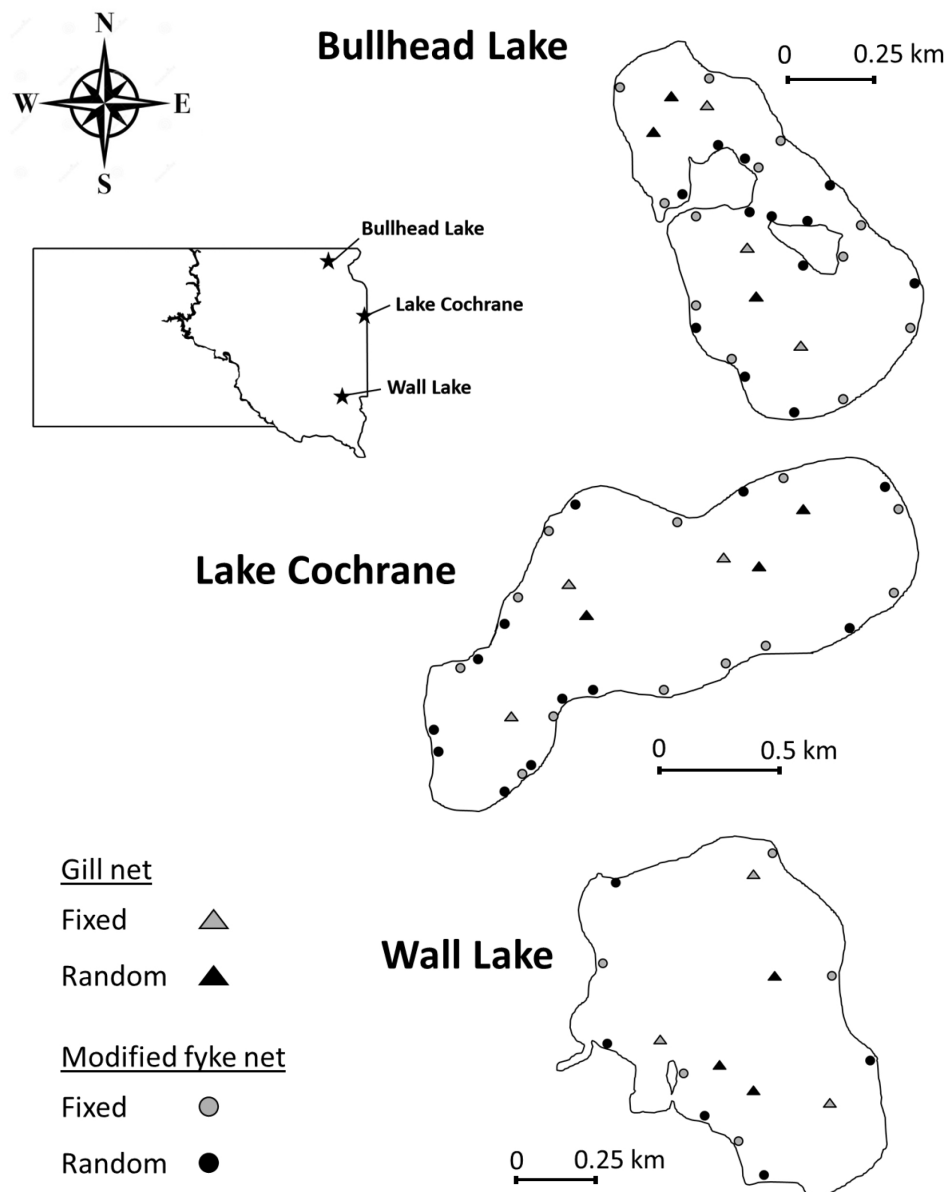 N
W E
S
Bullhead Lake
0 0.25 km
Bullhead Lake
Lake Cochrane
Wall Lake
Lake Cochrane
0 0.5 km
Gill net
Fixed
Random
Modified fyke net
Fixed
Random
Wall Lake
0 0.25 km